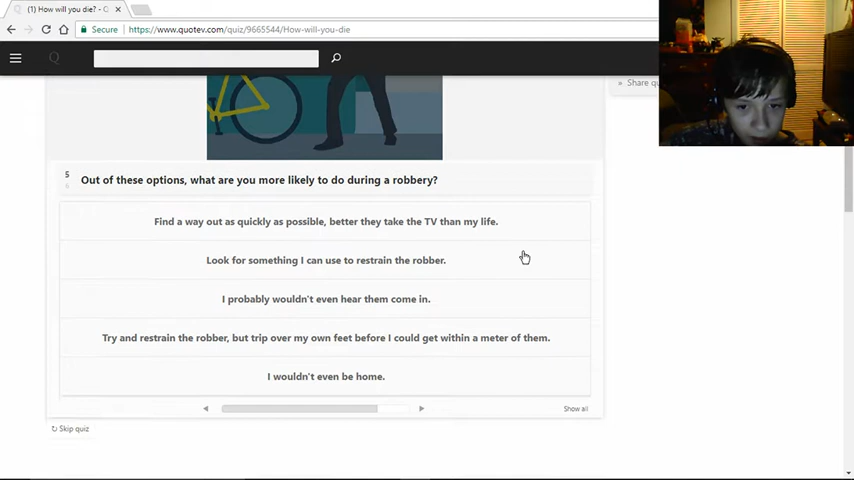 (1) How will you die? - Q
Secure
https://www.quotev.com/quiz/9665544/How-will-you-die
Q
» Share qu
5
Out of these options, what are you more likely to do during a robbery?
Find a way out as quickly as possible, better they take the TV than my life.
Look for something I can use to restrain the robber.
I probably wouldn't even hear them come in.
Try and restrain the robber, but trip over my own feet before I could get within a meter of them.
I wouldn't even be home.
Show all
↻ Skip quiz